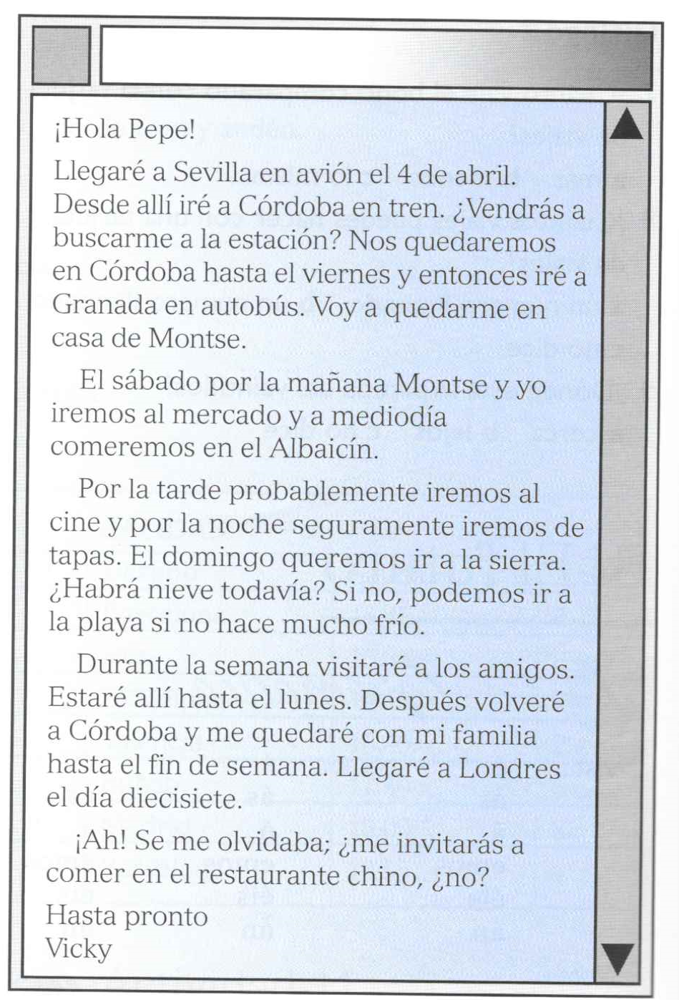 ¡Hola Pepe!
Llegaré a Sevilla en avión el 4 de abril.
Desde allí iré a Córdoba en tren. ¿Vendrás a
buscarme a la estación? Nos quedaremos
en Córdoba hasta el viernes y entonces iré a
Granada en autobús. Voy a quedarme en
casa de Montse.
El sábado por la mañana Montse y yo
iremos al mercado y a mediodía
comeremos en el Albaicín.
Por la tarde probablemente iremos al
cine y por la noche seguramente iremos de
tapas. El domingo queremos ir a la sierra.
¿Habrá nieve todavía? Si no, podemos ir a
la playa si no hace mucho frío.
Durante la semana visitaré a los amigos.
Estaré allí hasta el lunes. Después volveré
a Córdoba y me quedaré con mi familia
hasta el fin de semana. Llegaré a Londres
el día diecisiete.
¡Ah! Se me olvidaba; ¿me invitarás a
comer en el restaurante chino, ¿no?
Hasta pronto
Vicky